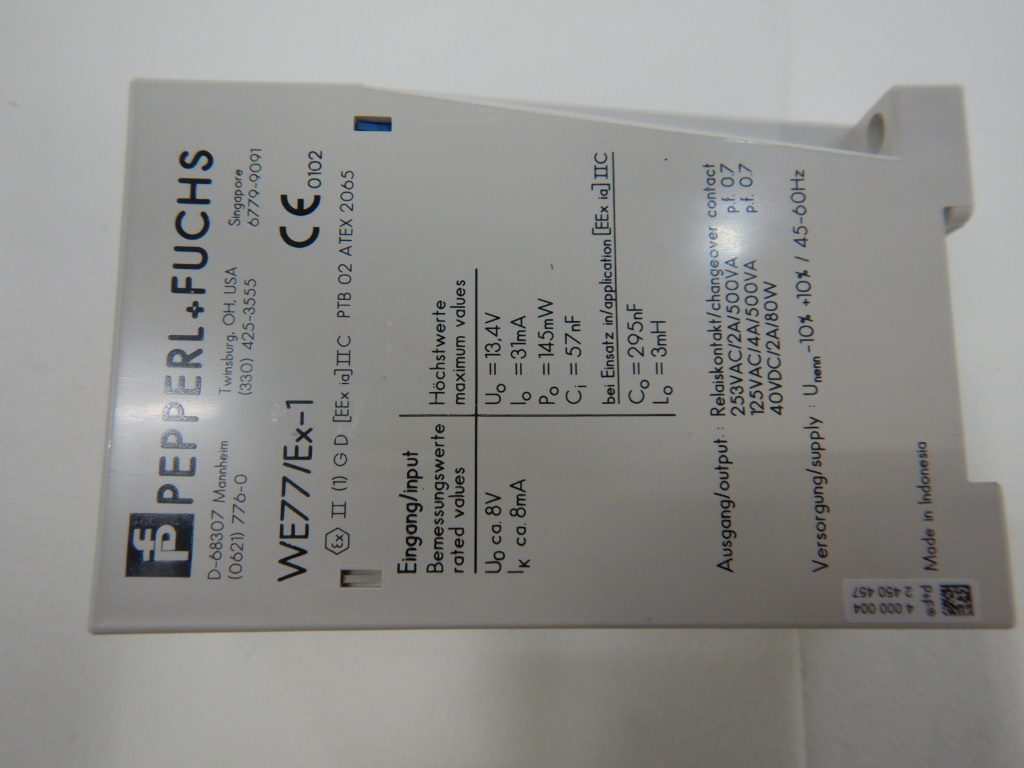 PEPPERL+FUCHS
D-68307 Mannheim Twinsburg, OH, USA Singapore
(0621) 776-0 (330) 425-3555 6779-9091
WE77/Ex-1 CE 0102
Ex II (1) G D [EEx ia] IIC PTB 02 ATEX 2065
Eingang/input
Bemessungswerte Höchstwerte
rated values maximum values
U₀ ca. 8V U₀ = 13,4V
Iκ ca. 8mA I₀ = 31mA
P₀ = 145mW
Cᵢ = 57nF
bei Einsatz in/application [EEx ia] IIC
C₀ = 295nF
L₀ = 3mH
Ausgang/output : Relaiskontakt/changeover contact
253VAC/2A/500VA p.f. 0.7
125VAC/4A/500VA p.f. 0.7
40VDC/2A/80W
Versorgung/supply : Unenn -10% +10% / 45-60Hz
Made in Indonesia
4 000 004
2 450 457
p+p®